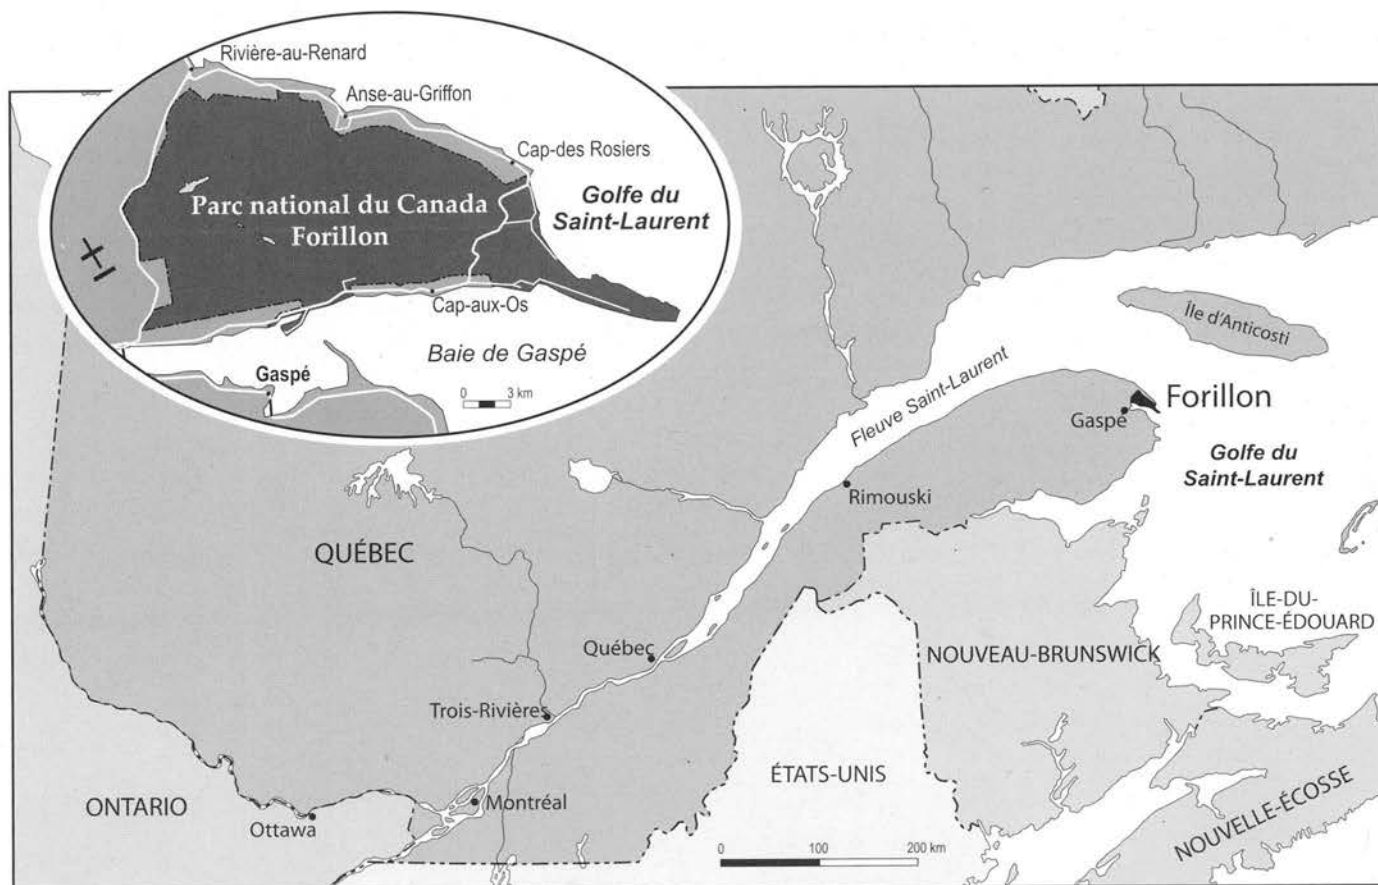 Rivière-au-Renard
Anse-au-Griffon
Cap-des Rosiers
Golfe du
Saint-Laurent
Parc national du Canada
Forillon
Cap-aux-Os
Baie de Gaspé
Gaspé
0 3 km
Île d'Anticosti
Fleuve Saint-Laurent
Forillon
Gaspé
Golfe du
Saint-Laurent
Rimouski
QUÉBEC
ÎLE-DU-
PRINCE-ÉDOUARD
Québec
NOUVEAU-BRUNSWICK
Trois-Rivières
ÉTATS-UNIS
ONTARIO
Montréal
Ottawa
NOUVELLE-ÉCOSSE
0 100 200 km